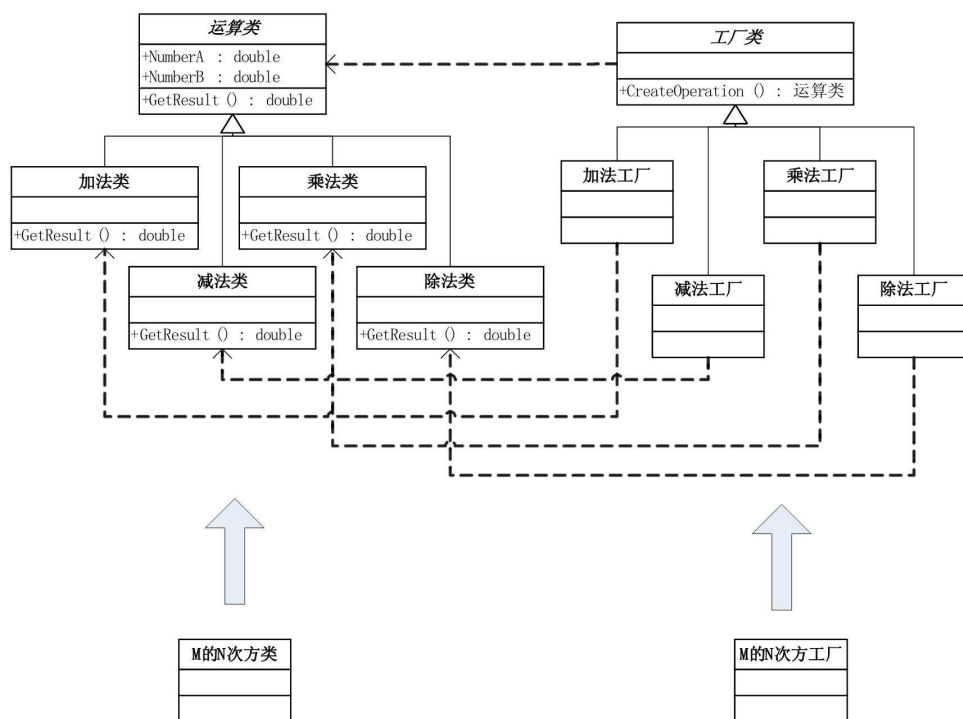 运算类
+NumberA : double
+NumberB : double
+GetResult () : double
工厂类
+CreateOperation () : 运算类
加法类
+GetResult () : double
乘法类
+GetResult () : double
减法类
+GetResult () : double
除法类
+GetResult () : double
加法工厂
乘法工厂
减法工厂
除法工厂
M的N次方类
M的N次方工厂